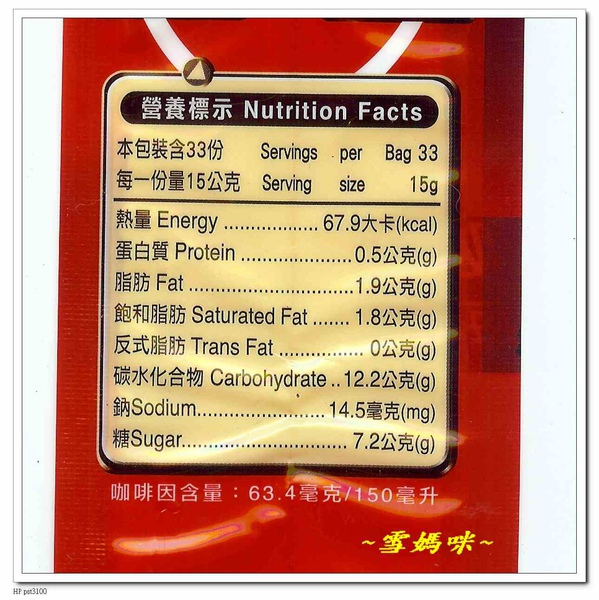 營養標示 Nutrition Facts
本包裝含33份 Servings per Bag 33
每一份量15公克 Serving size 15g
熱量 Energy .................. 67.9大卡(kcal)
蛋白質 Protein ......................0.5公克(g)
脂肪 Fat ...............................1.9公克(g)
飽和脂肪 Saturated Fat ....... 1.8公克(g)
反式脂肪 Trans Fat ................ 0公克(g)
碳水化合物 Carbohydrate ..12.2公克(g)
鈉Sodium........................ 14.5毫克(mg)
糖Sugar............................... 7.2公克(g)
咖啡因含量：63.4毫克/150毫升
~雪媽咪~
HP pst3100